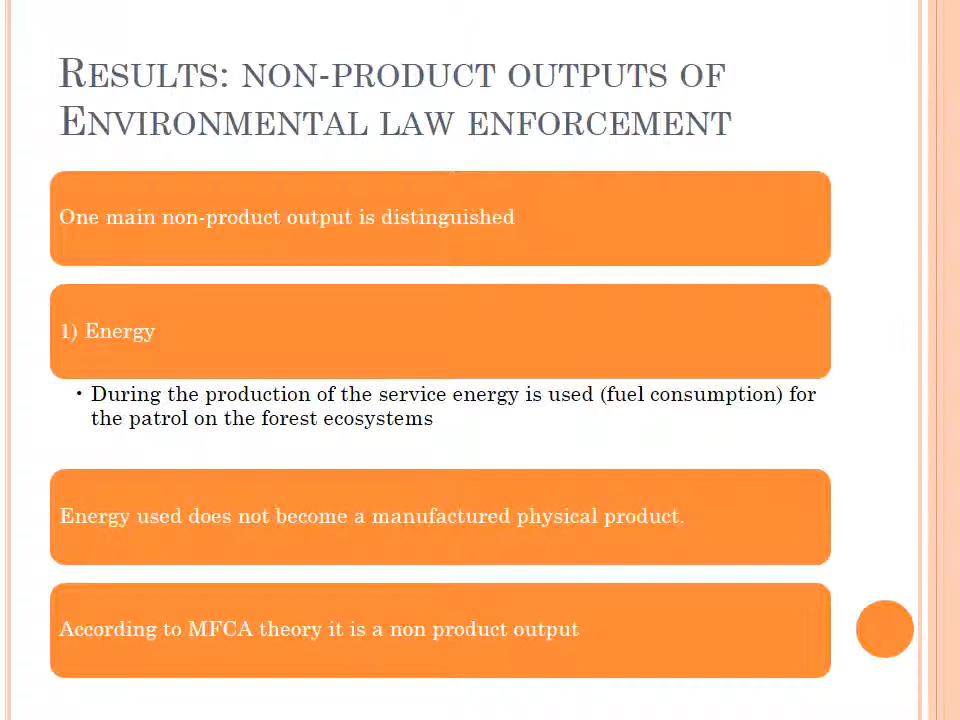 RESULTS: NON-PRODUCT OUTPUTS OF
ENVIRONMENTAL LAW ENFORCEMENT
One main non-product output is distinguished
1) Energy
• During the production of the service energy is used (fuel consumption) for
the patrol on the forest ecosystems
Energy used does not become a manufactured physical product.
According to MFCA theory it is a non product output